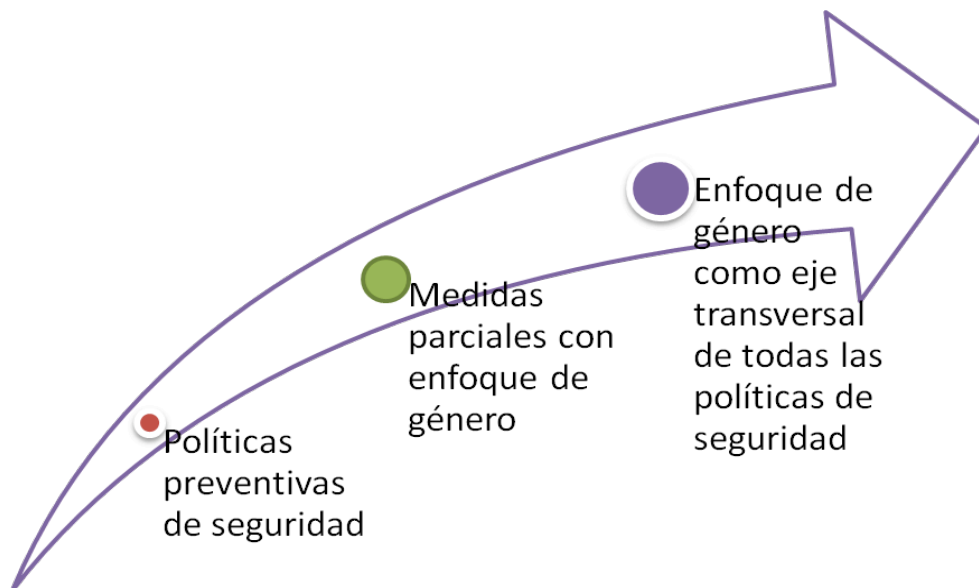 Enfoque de
género
como eje
transversal
de todas las
políticas de
seguridad
Medidas
parciales con
enfoque de
género
Políticas
preventivas
de seguridad